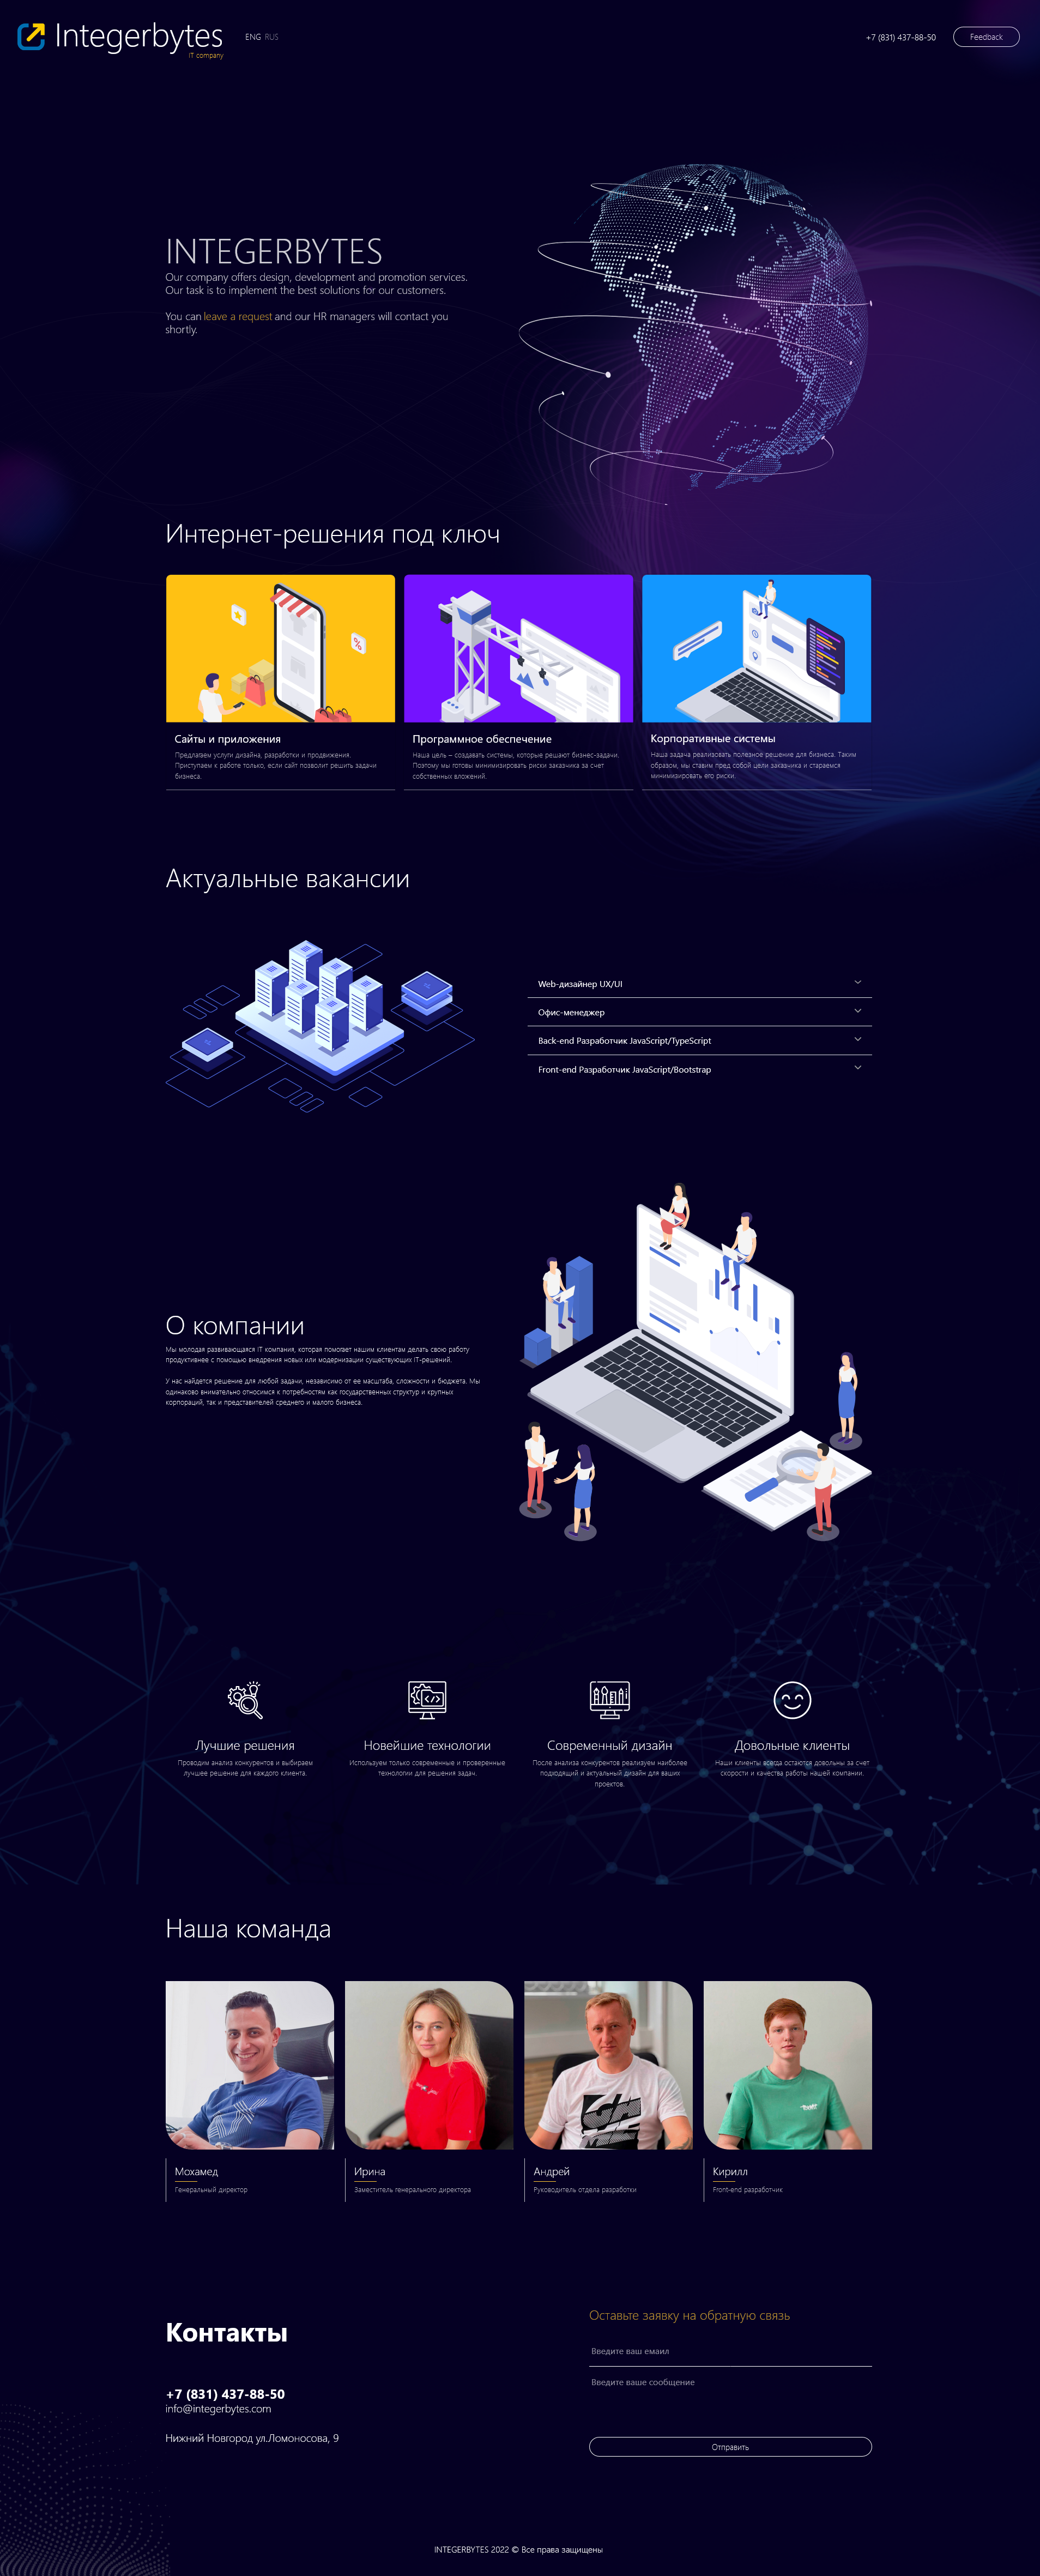 Integerbytes
IT company
ENG RUS
+7 (831) 437-88-50
Feedback
INTEGERBYTES
Our company offers design, development and promotion services.
Our task is to implement the best solutions for our customers.
You can leave a request and our HR managers will contact you
shortly.
Интернет-решения под ключ
Сайты и приложения
Предлагаем услуги дизайна, разработки и продвижения.
Приступаем к работе только, если сайт позволит решить задачи
бизнеса.
Программное обеспечение
Наша цель – создавать системы, которые решают бизнес-задачи.
Поэтому мы готовы минимизировать риски заказчика за счет
собственных вложений.
Корпоративные системы
Наша задача реализовать полезное решение для бизнеса. Таким
образом, мы ставим пред собой цели заказчика и стараемся
минимизировать его риски.
Актуальные вакансии
Web-дизайнер UX/UI
Офис-менеджер
Back-end Разработчик JavaScript/TypeScript
Front-end Разработчик JavaScript/Bootstrap
О компании
Мы молодая развивающаяся IT компания, которая помогает нашим клиентам делать свою работу
продуктивнее с помощью внедрения новых или модернизации существующих IT-решений.
У нас найдется решение для любой задачи, независимо от ее масштаба, сложности и бюджета. Мы
одинаково внимательно относимся к потребностям как государственных структур и крупных
корпораций, так и представителей среднего и малого бизнеса.
Лучшие решения
Проводим анализ конкурентов и выбираем
лучшее решение для каждого клиента.
Новейшие технологии
Используем только современные и проверенные
технологии для решения задач.
Современный дизайн
После анализа конкурентов реализуем наиболее
подходящий и актуальный дизайн для ваших
проектов.
Довольные клиенты
Наши клиенты всегда остаются довольны за счет
скорости и качества работы нашей компании.
Наша команда
Мохамед
Генеральный директор
Ирина
Заместитель генерального директора
Андрей
Руководитель отдела разработки
Кирилл
Front-end разработчик
Контакты
+7 (831) 437-88-50
info@integerbytes.com
Нижний Новгород ул.Ломоносова, 9
Оставьте заявку на обратную связь
Введите ваш емаил
Введите ваше сообщение
Отправить
INTEGERBYTES 2022 © Все права защищены